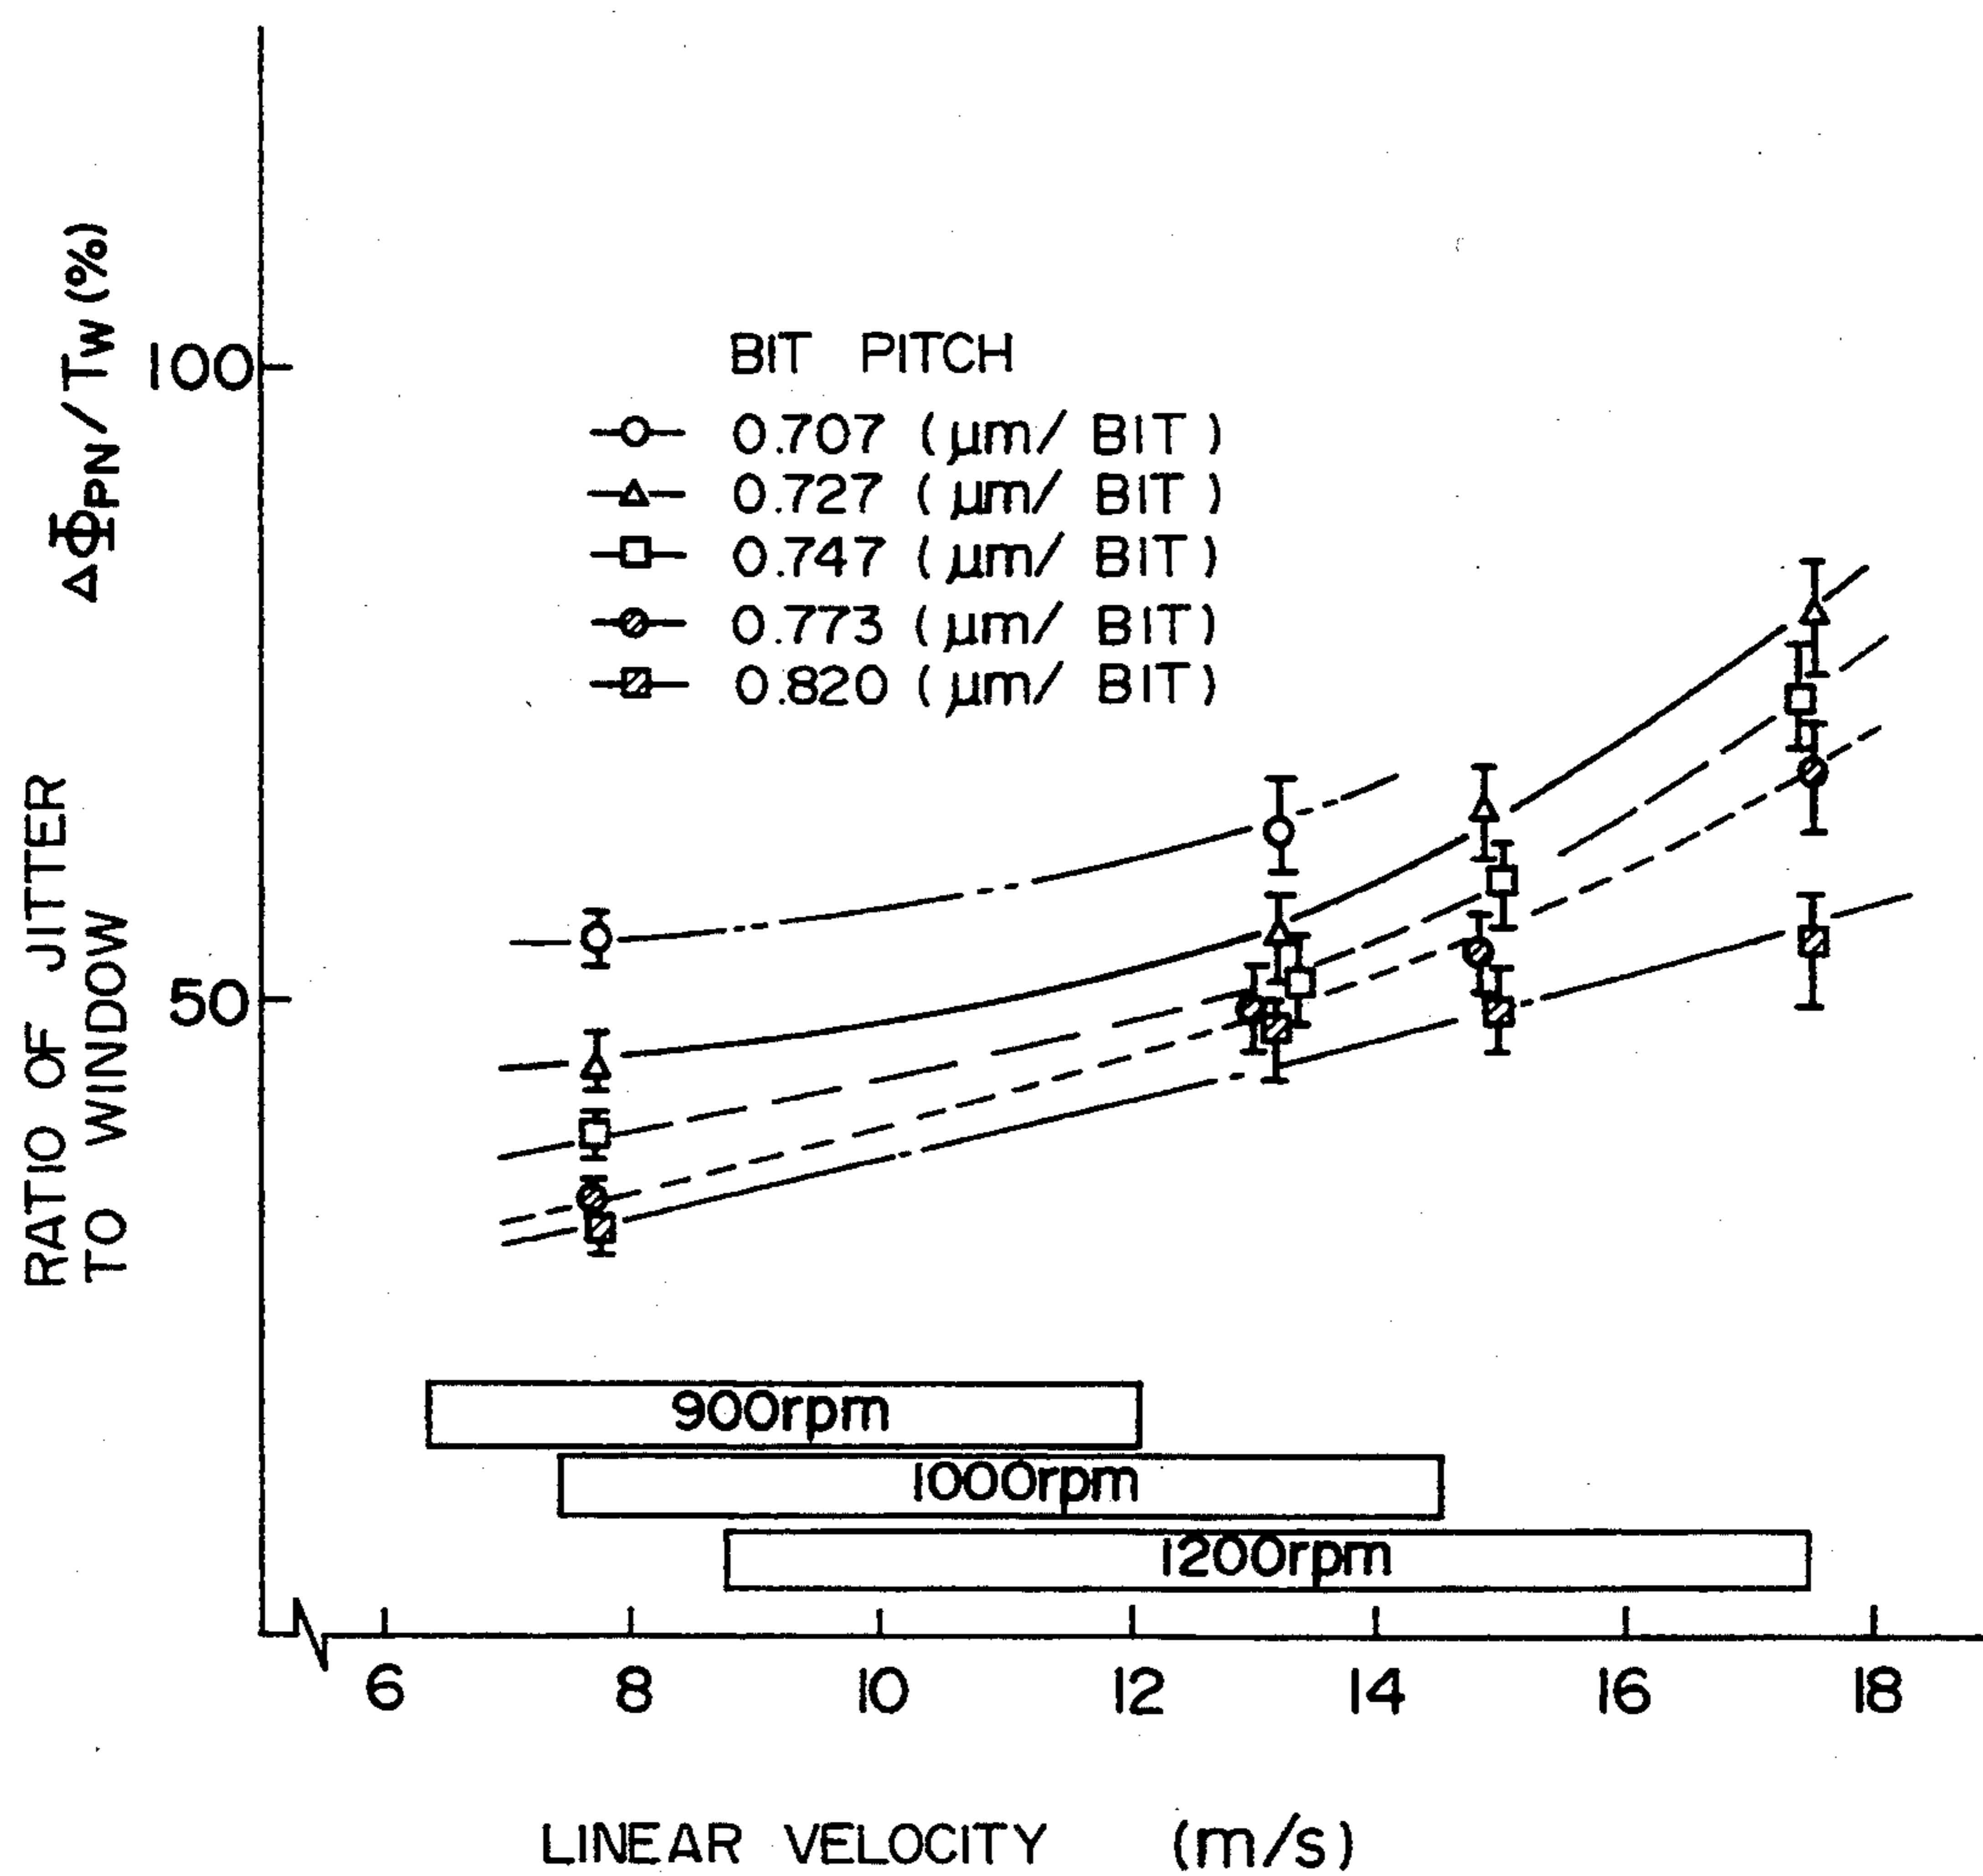 ΔΦPN/TW (%)
RATIO OF JITTER
TO WINDOW
100
50
BIT PITCH
0.707 (μm/ BIT)
0.727 (μm/ BIT)
0.747 (μm/ BIT)
0.773 (μm/ BIT)
0.820 (μm/ BIT)
900rpm
1000rpm
1200rpm
6 8 10 12 14 16 18
LINEAR VELOCITY (m/s)